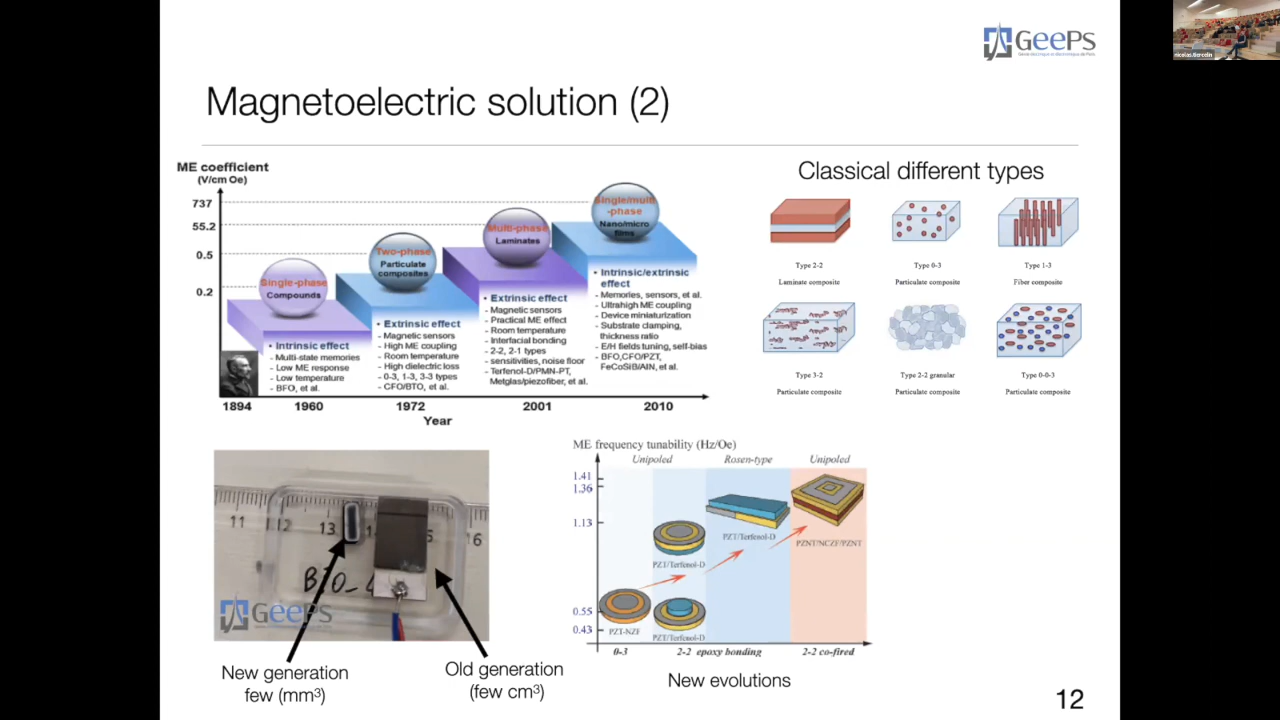 GeePs
nicolas.Bercelin
Magnetoelectric solution (2)
ME coefficient
(V/cm Oe)
737
55.2
0.5
0.2
Single-phase
Compounds
Two-phase
Particulate
composites
Multi-phase
Laminates
Single/multi
-phase
Nano/micro
films
• Intrinsic effect
- Multi-state memories
- Low ME response
- Low temperature
- BFO, et al.
• Extrinsic effect
- Magnetic sensors
- High ME coupling
- Room temperature
- High dielectric loss
- 0-3, 1-3, 3-3 types
- CFO/BTO, et al.
• Extrinsic effect
- Magnetic sensors
- Practical ME effect
- Room temperature
- Interfacial bonding
- 2-2, 2-1 types
- sensitivities, noise floor
- Terfenol-D/PMN-PT,
Metglas/piezofiber, et al.
• Intrinsic/extrinsic
effect
- Memories, sensors, et al.
- Ultrahigh ME coupling
- Device miniaturization
- Substrate clamping,
thickness ratio
- E/H fields tuning, self-bias
- BFO,CFO/PZT,
FeCoSiB/AlN, et al.
1894 1960 1972 2001 2010
Year
Classical different types
Type 2-2
Laminate composite
Type 0-3
Particulate composite
Type 1-3
Fiber composite
Type 3-2
Particulate composite
Type 2-2 granular
Particulate composite
Type 0-0-3
Particulate composite
11 12 13 1 5 16
BTO_
GeePs
New generation
few (mm³)
Old generation
(few cm³)
ME frequency tunability (Hz/Oe)
Unipoled Rosen-type Unipoled
1.41
1.36
1.13
0.55
0.43
PZT-NZF
PZT/Terfenol-D
PZT/Terfenol-D
PZT/Terfenol-D
PZNT/NCZF/PZNT
0-3 2-2 epoxy bonding 2-2 co-fired
New evolutions
12